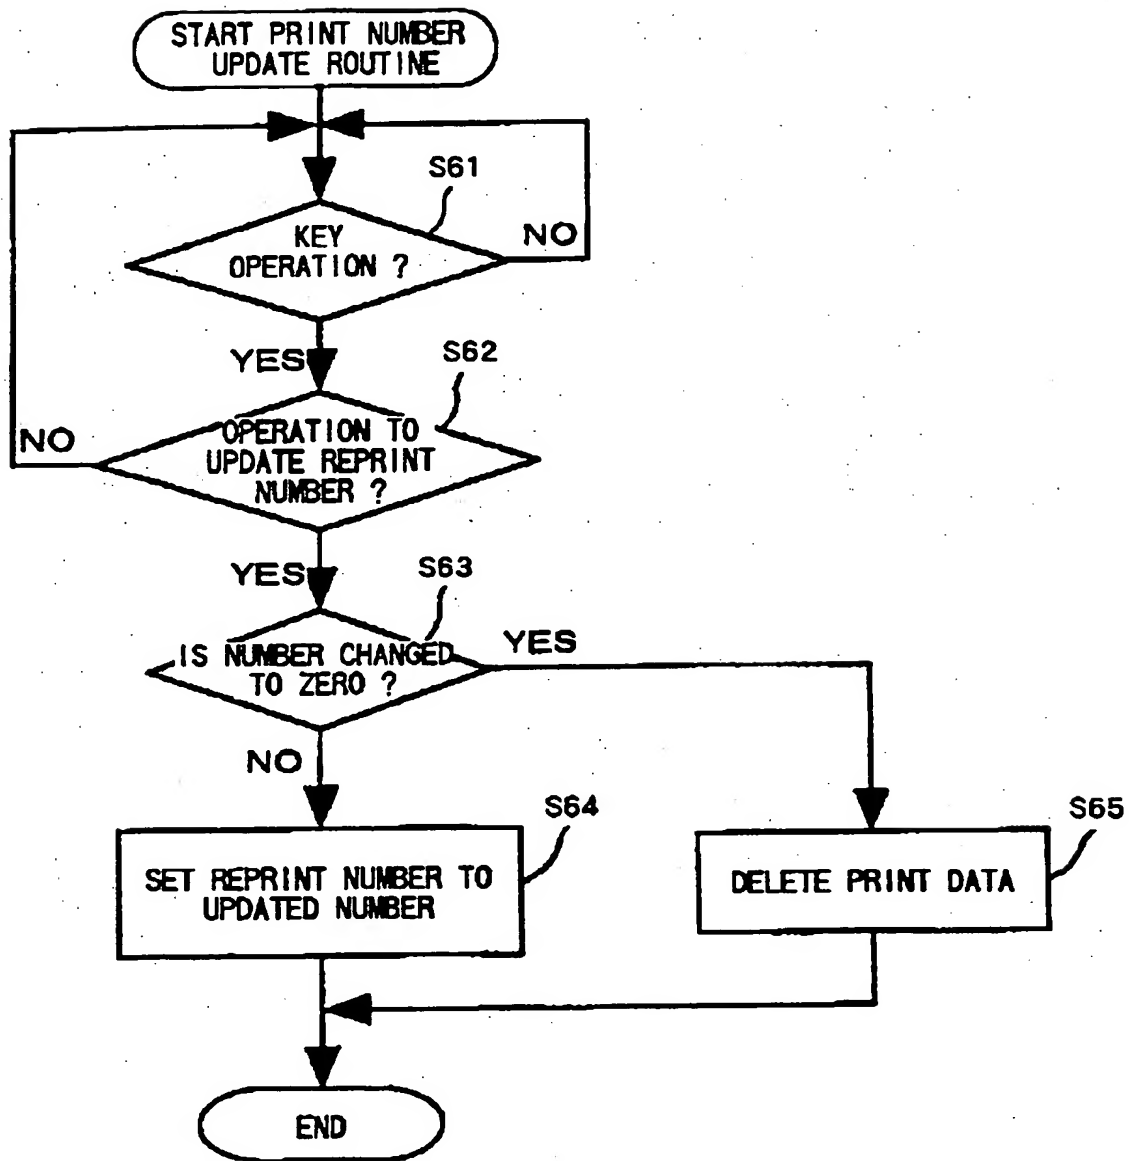 START PRINT NUMBER
UPDATE ROUTINE
S61
KEY
OPERATION ?
NO
YES
S62
OPERATION TO
UPDATE REPRINT
NUMBER ?
NO
YES
S63
IS NUMBER CHANGED
TO ZERO ?
YES
NO
S64
SET REPRINT NUMBER TO
UPDATED NUMBER
S65
DELETE PRINT DATA
END